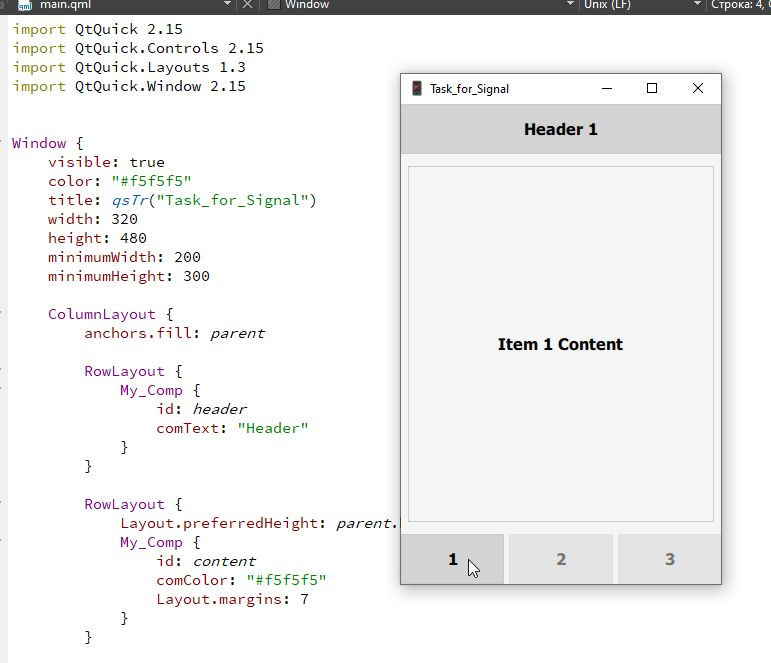 main.qml Window Unix (LF) Строка: 4,
import QtQuick 2.15
import QtQuick.Controls 2.15
import QtQuick.Layouts 1.3
import QtQuick.Window 2.15
Window {
visible: true
color: "#f5f5f5"
title: qsTr("Task_for_Signal")
width: 320
height: 480
minimumWidth: 200
minimumHeight: 300
ColumnLayout {
anchors.fill: parent
RowLayout {
My_Comp {
id: header
comText: "Header"
}
}
RowLayout {
Layout.preferredHeight: parent.
My_Comp {
id: content
comColor: "#f5f5f5"
Layout.margins: 7
}
}
Task_for_Signal
Header 1
Item 1 Content
1 2 3